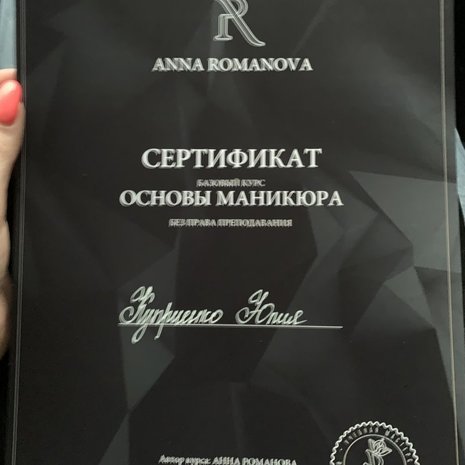 R
ANNA ROMANOVA
СЕРТИФИКАТ
БАЗОВЫЙ КУРС
ОСНОВЫ МАНИКЮРА
БЕЗ ПРАВА ПРЕПОДАВАНИЯ
Куприенко Юлия
Автор курса: АННА РОМАНОВА